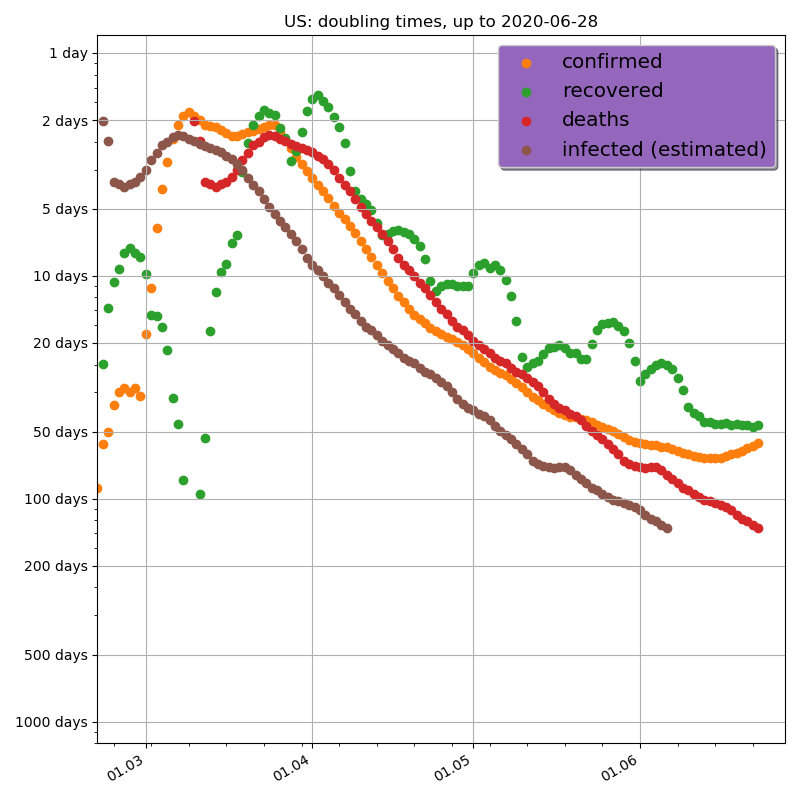 US: doubling times, up to 2020-06-28
confirmed
recovered
deaths
infected (estimated)
1 day
2 days
5 days
10 days
20 days
50 days
100 days
200 days
500 days
1000 days
01.03
01.04
01.05
01.06